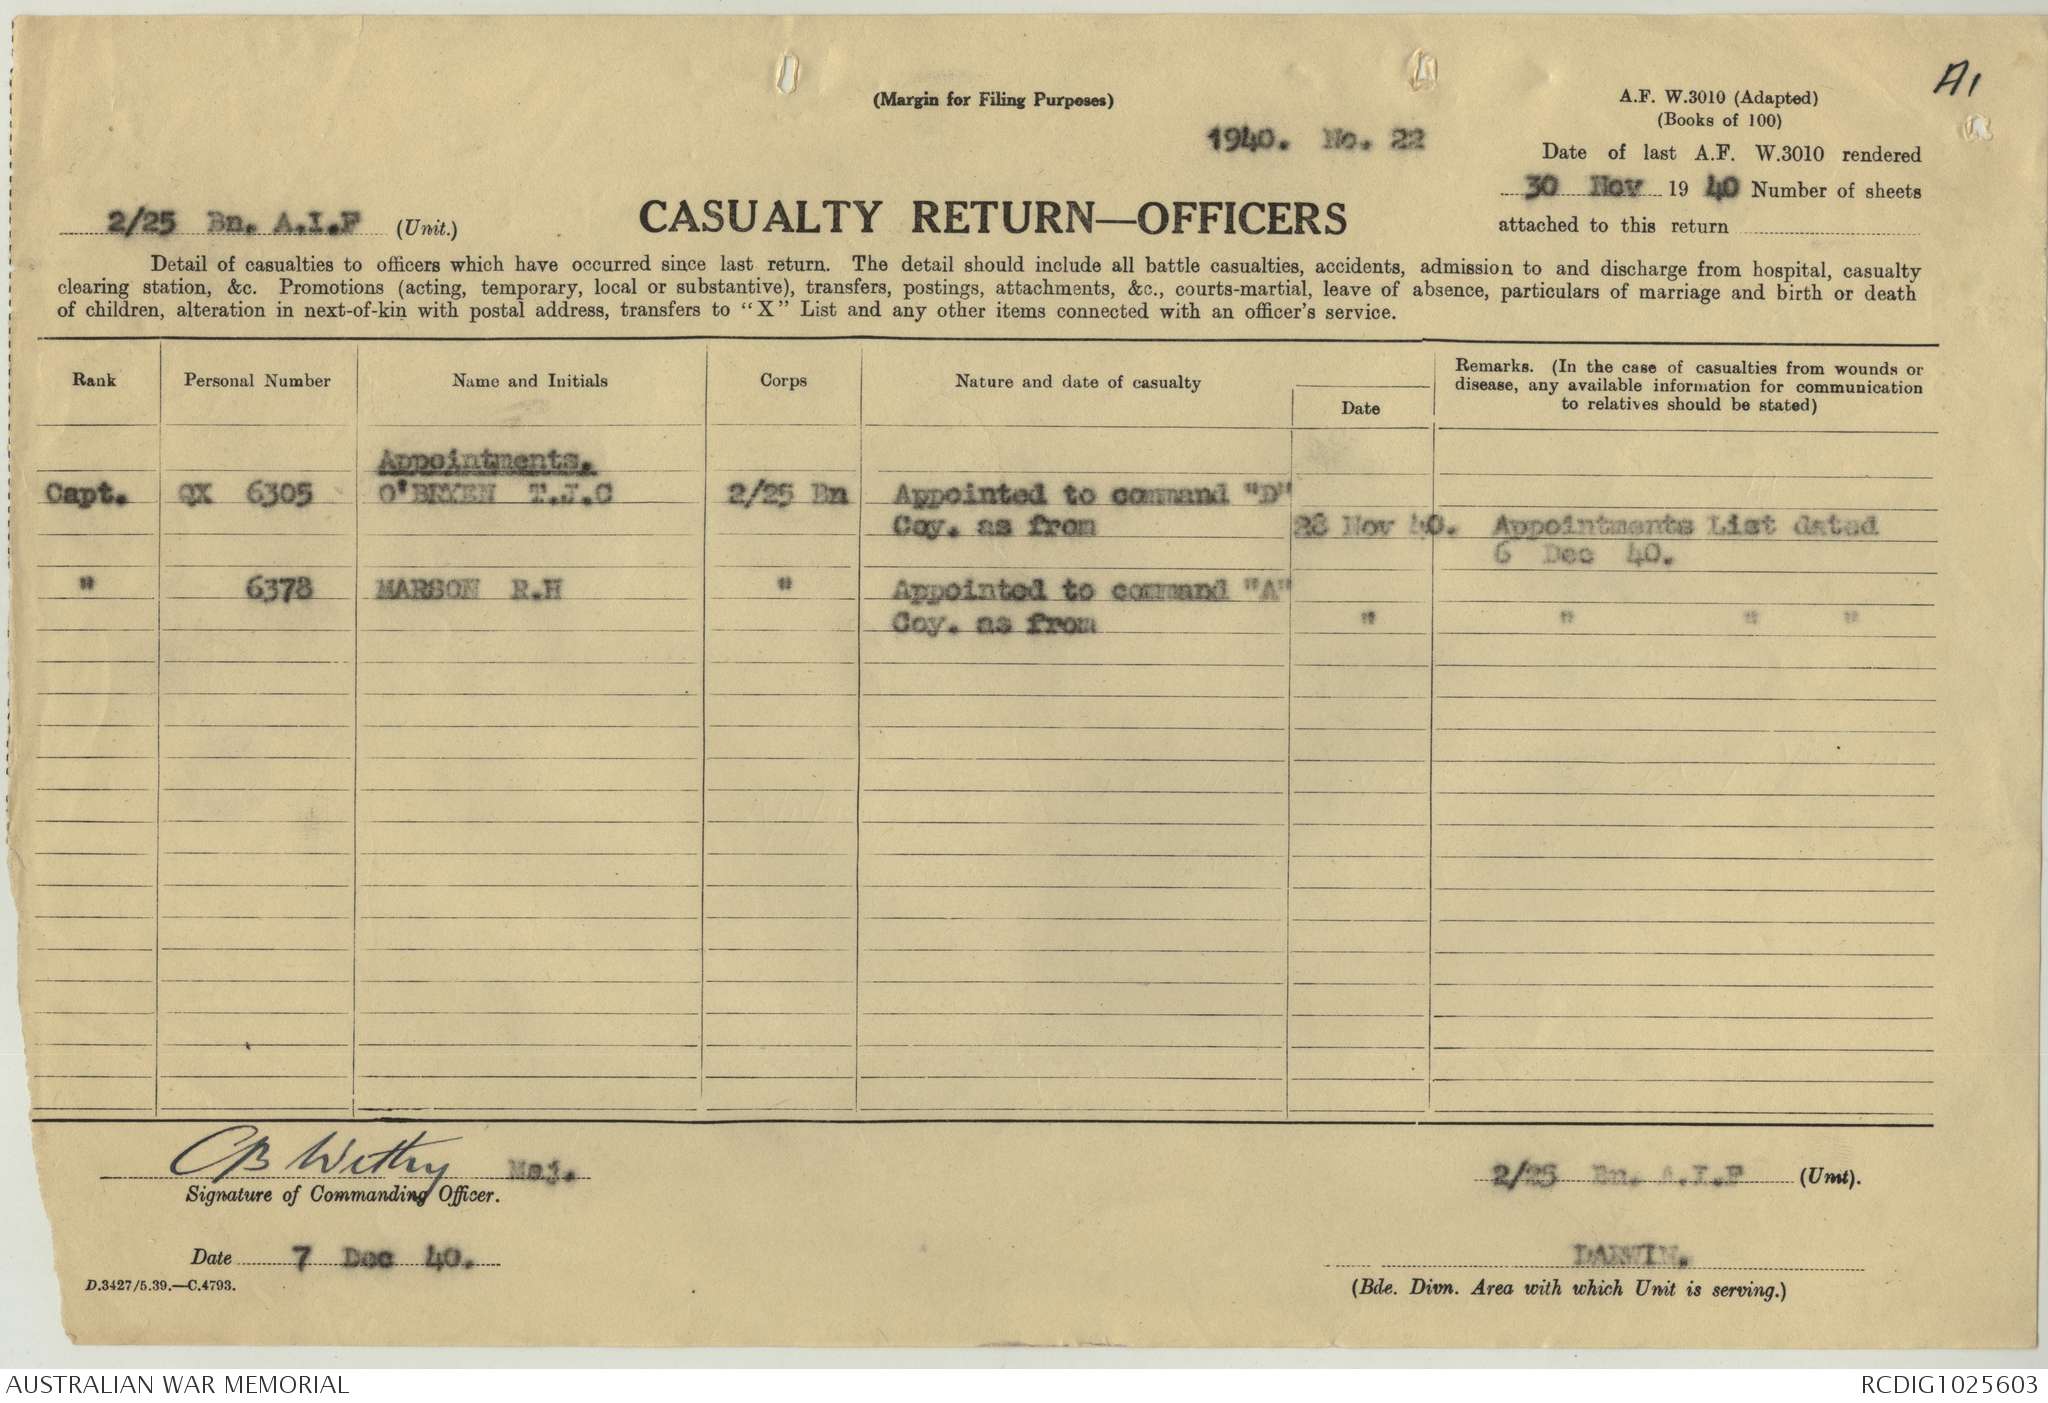 A1
(Margin for Filing Purposes)
A.F. W.3010 (Adapted)
(Books of 100)
1940. No. 22
Date of last A.F. W.3010 rendered
30 Nov 19 40 Number of sheets
attached to this return
2/25 Bn. A.I.F (Unit.)
CASUALTY RETURN—OFFICERS
Detail of casualties to officers which have occurred since last return. The detail should include all battle casualties, accidents, admission to and discharge from hospital, casualty
clearing station, &c. Promotions (acting, temporary, local or substantive), transfers, postings, attachments, &c., courts-martial, leave of absence, particulars of marriage and birth or death
of children, alteration in next-of-kin with postal address, transfers to "X" List and any other items connected with an officer's service.
Rank Personal Number Name and Initials Corps Nature and date of casualty Date
Remarks. (In the case of casualties from wounds or
disease, any available information for communication
to relatives should be stated)
Appointments.
Capt. QX 6305 O'BRYEN T.J.C 2/25 Bn Appointed to command "D"
Coy. as from 28 Nov 40. Appointments List dated
6 Dec 40.
" 6378 MARSON R.H " Appointed to command "A"
Coy. as from " " " "
CB Withy Maj.
Signature of Commanding Officer.
2/25 Bn. A.I.F (Unit).
Date 7 Dec 40.
DARWIN.
D.3427/5.39.—C.4793.
(Bde. Divn. Area with which Unit is serving.)
AUSTRALIAN WAR MEMORIAL
RCDIG1025603